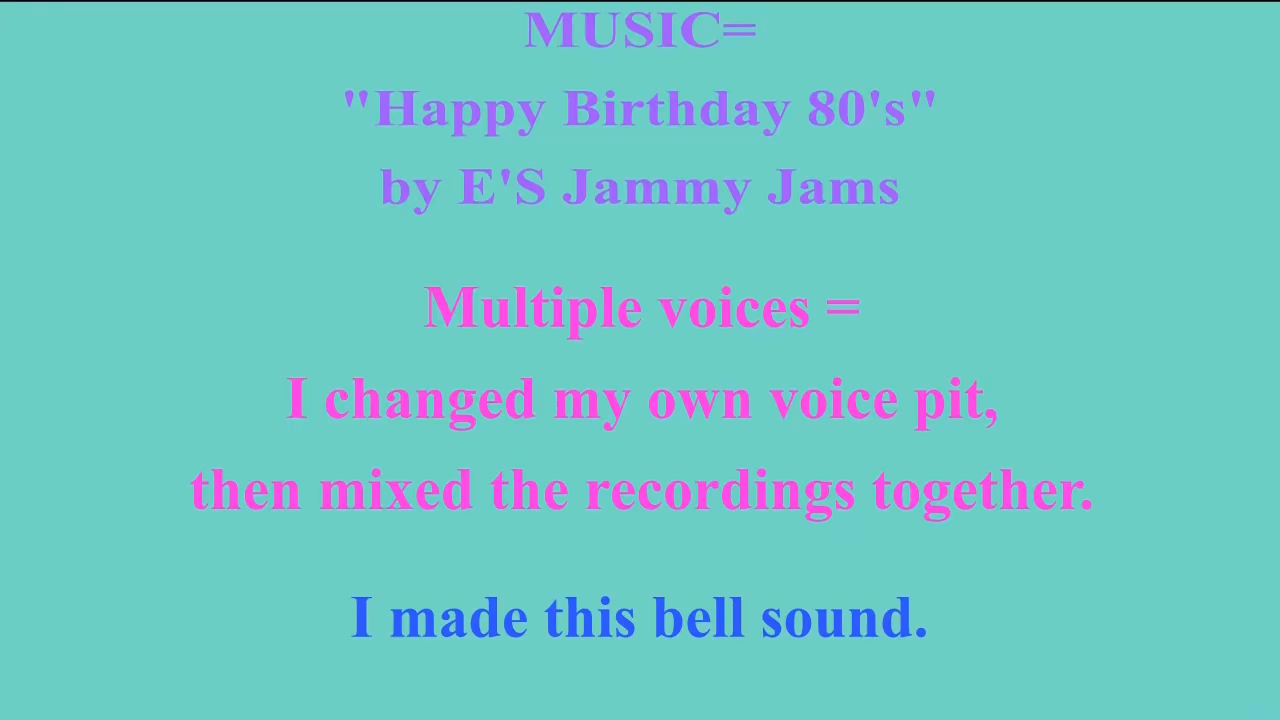 MUSIC=
"Happy Birthday 80's"
by E'S Jammy Jams
Multiple voices =
I changed my own voice pit,
then mixed the recordings together.
I made this bell sound.